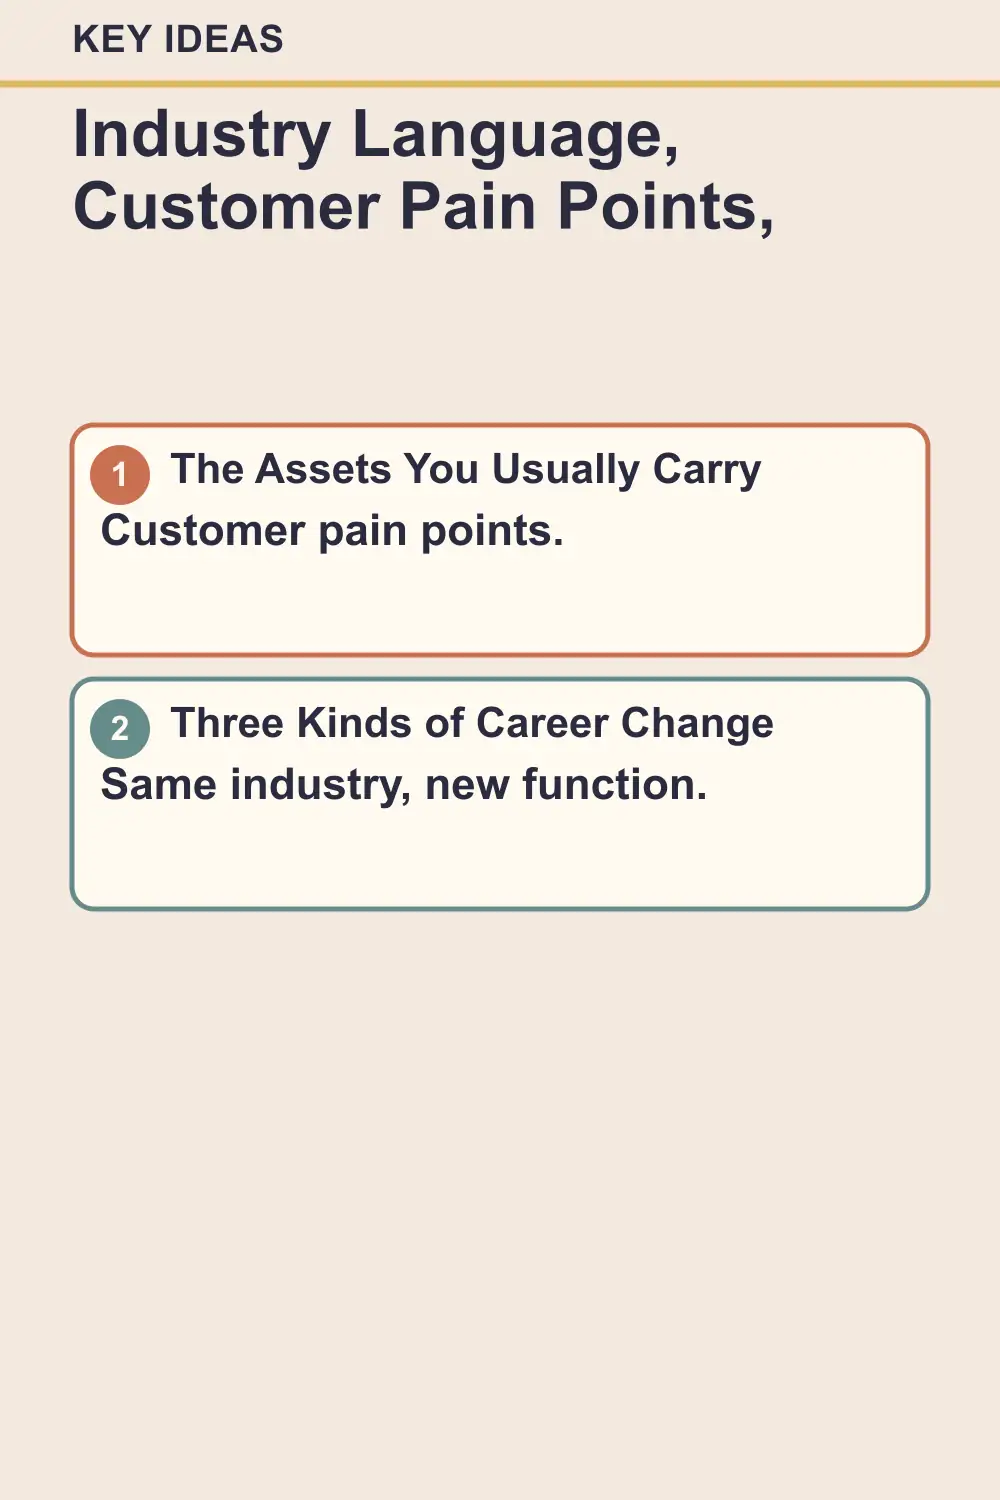 KEY IDEAS
Industry Language,
Customer Pain Points,
1 The Assets You Usually Carry
Customer pain points.
2 Three Kinds of Career Change
Same industry, new function.